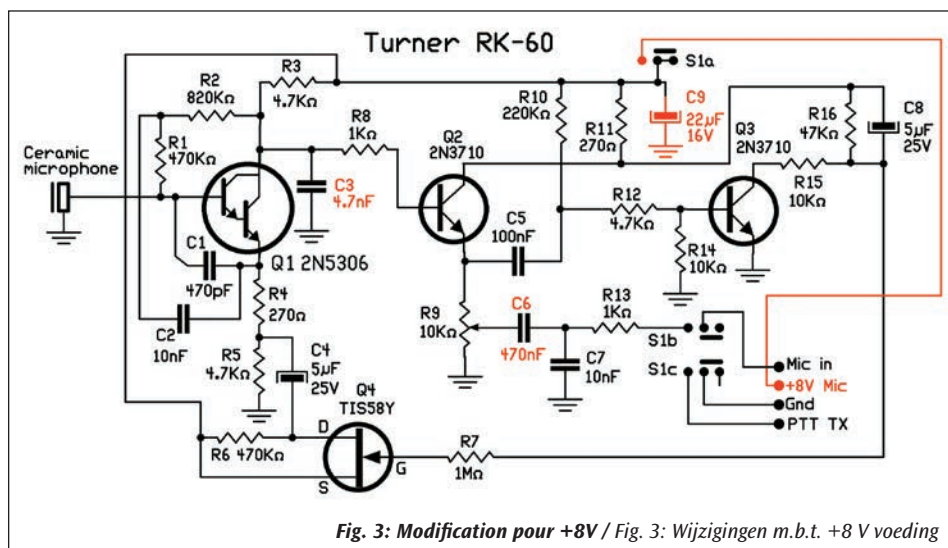 Turner RK-60
S1a
R3
4.7KΩ
R2
820KΩ
R1
470KΩ
R8
1KΩ
R10
220KΩ
R11
270Ω
C9
22µF
16V
R16
47KΩ
C8
5µF
25V
Ceramic
microphone
Q2
2N3710
Q3
2N3710
C3
4.7nF
R15
10KΩ
C5
100nF
R12
4.7KΩ
R14
10KΩ
Q1 2N5306
C1
470pF
C2
10nF
R4
270Ω
R9
10KΩ
C6
470nF
R13
1KΩ
S1b
C7
10nF
S1c
Mic in
+8V Mic
Gnd
PTT TX
R5
4.7KΩ
C4
5µF
25V
Q4
TIS58Y
D
G
S
R6 470KΩ
R7
1MΩ
Fig. 3: Modification pour +8V / Fig. 3: Wijzigingen m.b.t. +8 V voeding